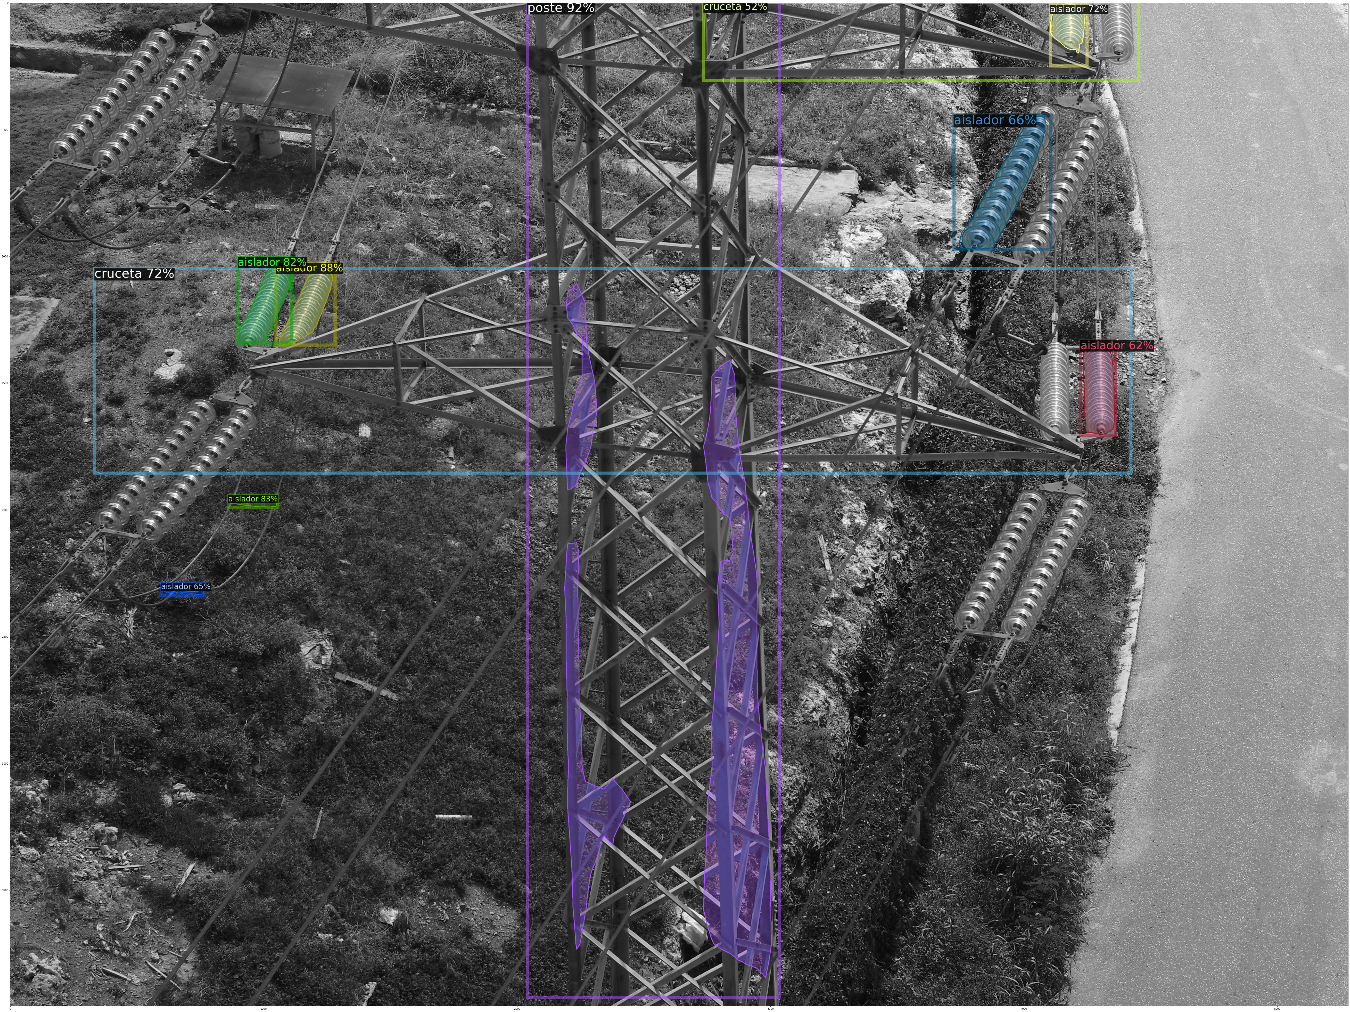 poste 92%
cruceta 52%
aislador 72%
aislador 66%
aislador 82%
aislador 88%
cruceta 72%
aislador 62%
aislador 83%
aislador 65%